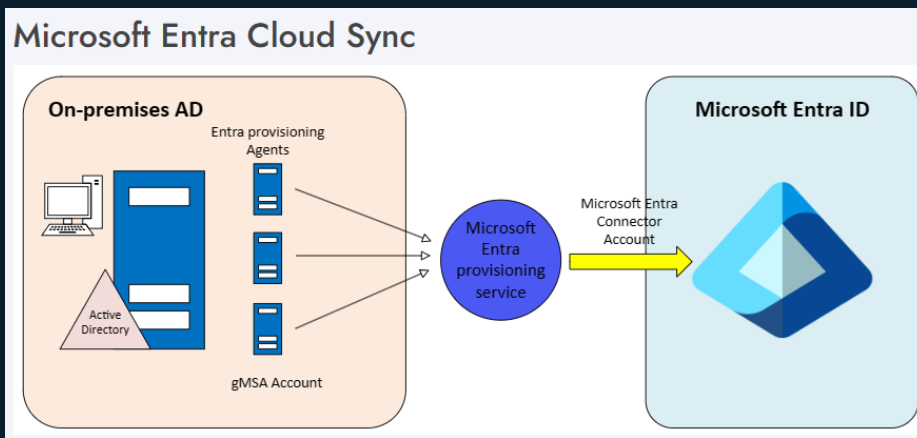 Microsoft Entra Cloud Sync
On-premises AD
Entra provisioning
Agents
Active
Directory
gMSA Account
Microsoft
Entra
provisioning
service
Microsoft Entra
Connector
Account
Microsoft Entra ID